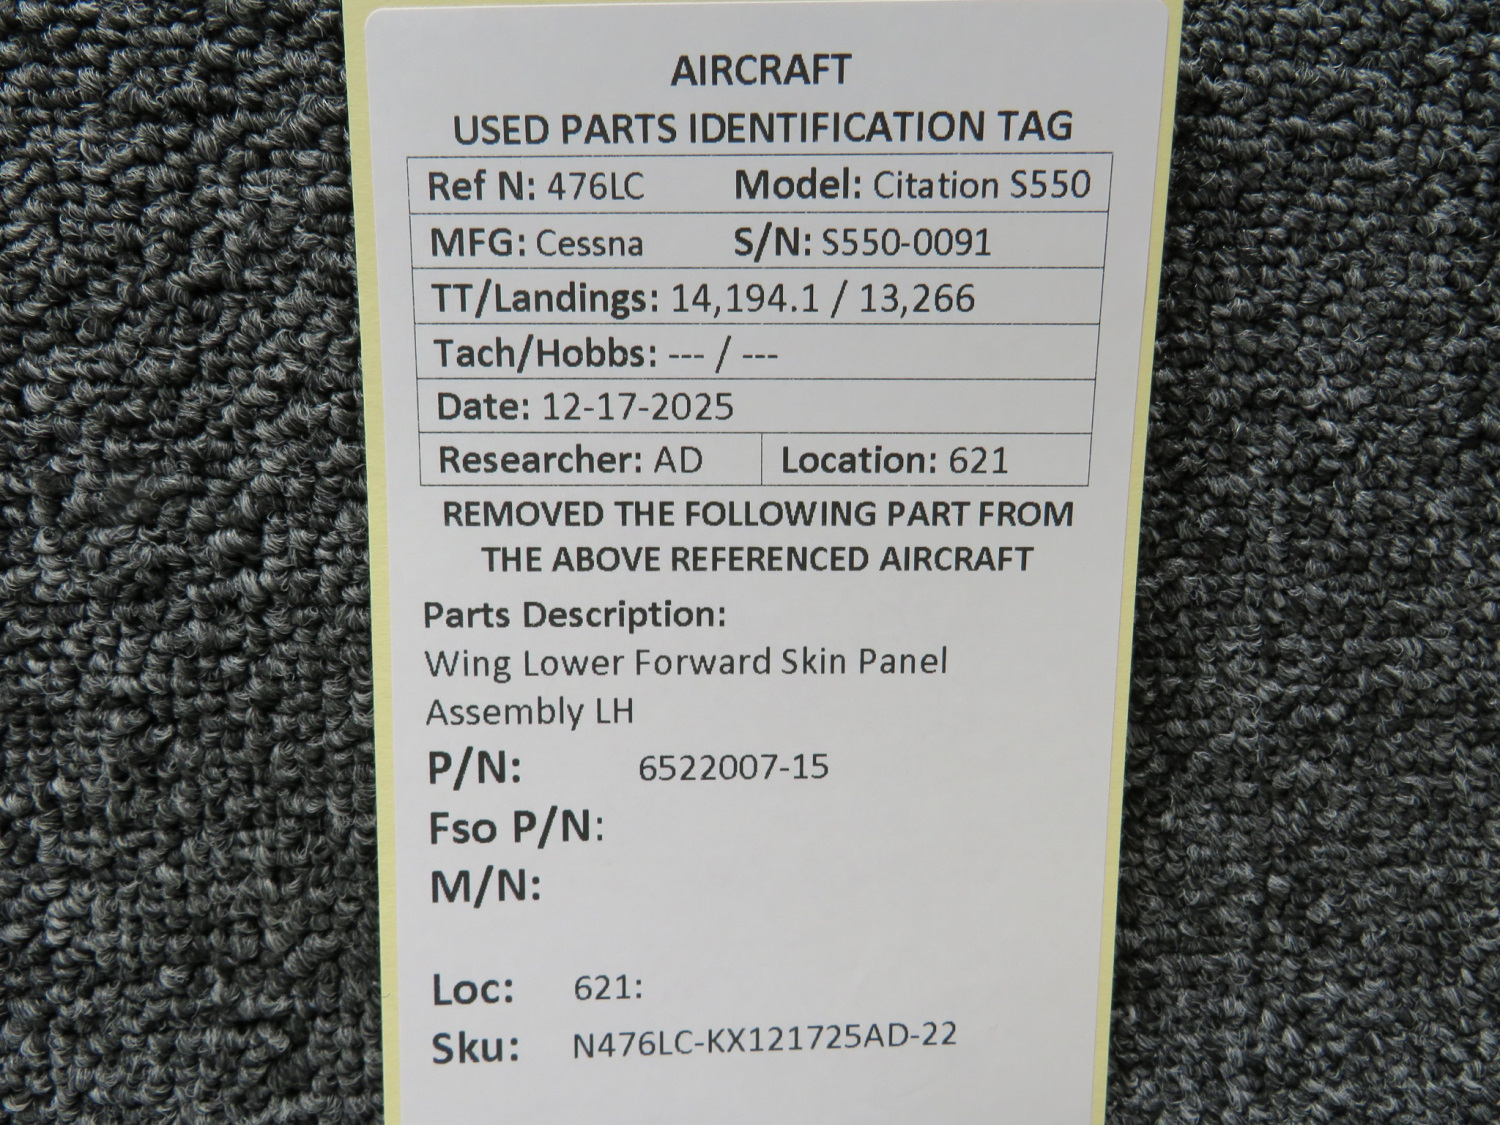 AIRCRAFT
USED PARTS IDENTIFICATION TAG
Ref N: 476LC Model: Citation S550
MFG: Cessna S/N: S550-0091
TT/Landings: 14,194.1 / 13,266
Tach/Hobbs: --- / ---
Date: 12-17-2025
Researcher: AD Location: 621
REMOVED THE FOLLOWING PART FROM
THE ABOVE REFERENCED AIRCRAFT
Parts Description:
Wing Lower Forward Skin Panel
Assembly LH
P/N: 6522007-15
Fso P/N:
M/N:
Loc: 621:
Sku: N476LC-KX121725AD-22